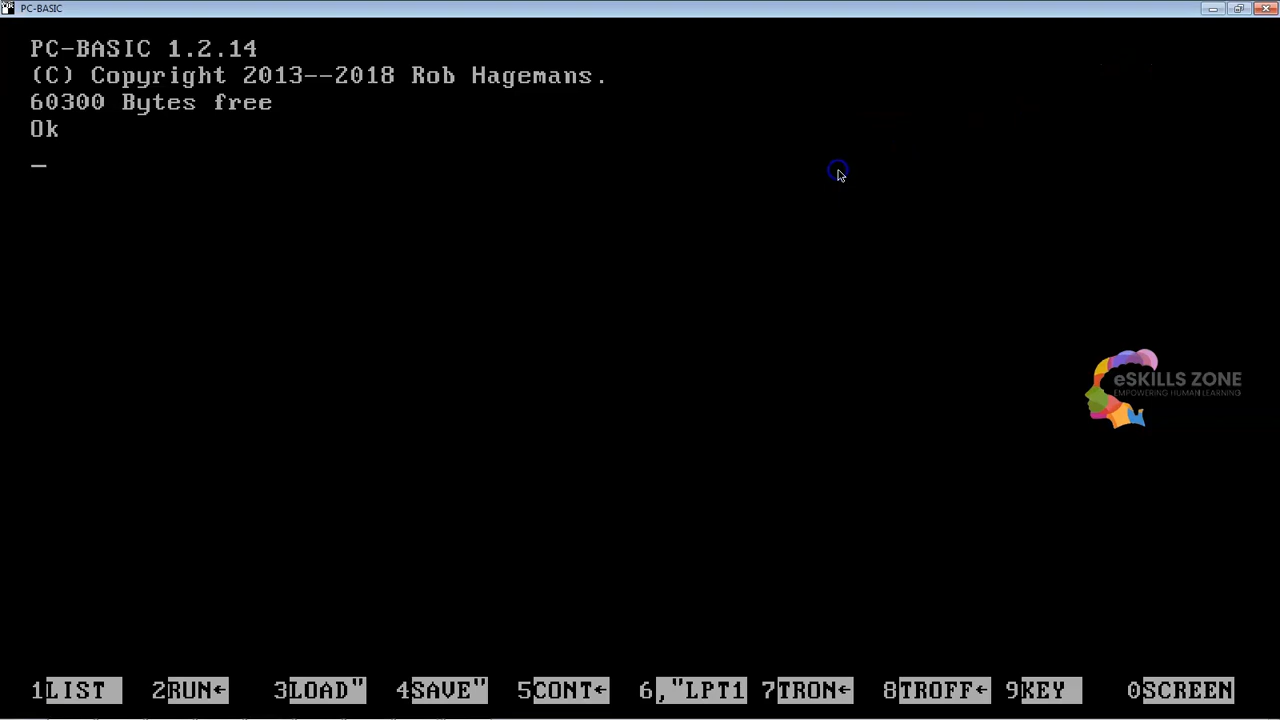 PC-BASIC
PC-BASIC 1.2.14
(C) Copyright 2013--2018 Rob Hagemans.
60300 Bytes free
Ok
eSKILLS ZONE
EMPOWERING HUMAN LEARNING
1LIST 2RUN← 3LOAD" 4SAVE" 5CONT← 6,"LPT1 7TRON← 8TROFF← 9KEY 0SCREEN